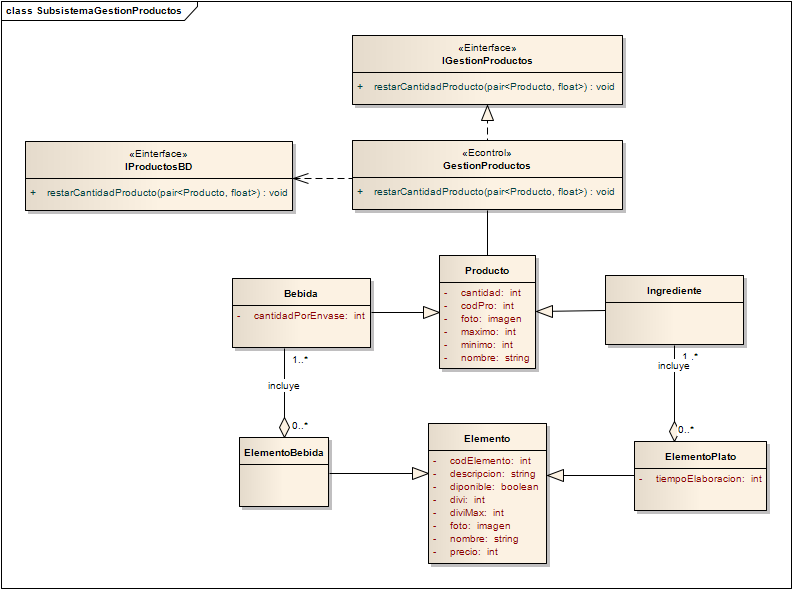 class SubsistemaGestionProductos
«Einterface»
IGestionProductos
+ restarCantidadProducto(pair<Producto, float>) : void
«Einterface»
IProductosBD
+ restarCantidadProducto(pair<Producto, float>) : void
«Econtrol»
GestionProductos
+ restarCantidadProducto(pair<Producto, float>) : void
Producto
- cantidad: int
- codPro: int
- foto: imagen
- maximo: int
- minimo: int
- nombre: string
Bebida
- cantidadPorEnvase: int
Ingrediente
1..*
incluye
0..*
1..*
incluye
0..*
ElementoBebida
Elemento
- codElemento: int
- descripcion: string
- diponible: boolean
- divi: int
- diviMax: int
- foto: imagen
- nombre: string
- precio: int
ElementoPlato
- tiempoElaboracion: int